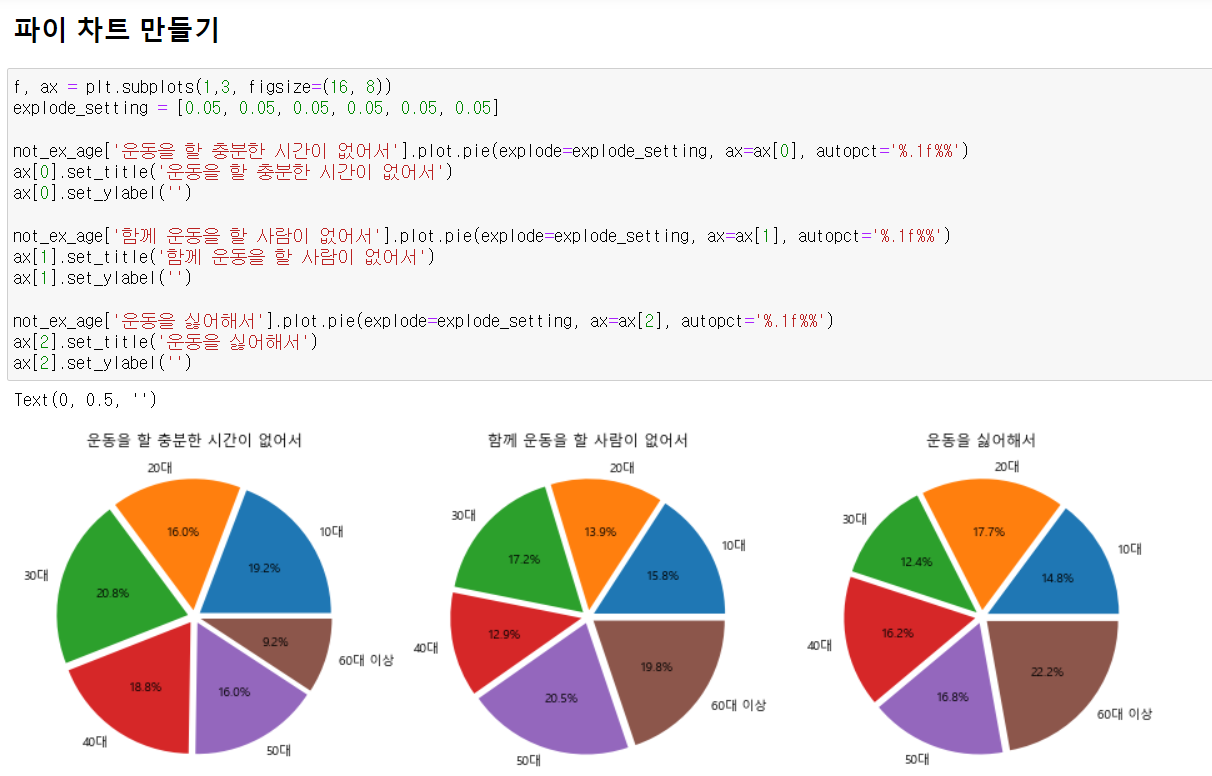 파이 차트 만들기
f, ax = plt.subplots(1,3, figsize=(16, 8))
explode_setting = [0.05, 0.05, 0.05, 0.05, 0.05, 0.05]
not_ex_age['운동을 할 충분한 시간이 없어서'].plot.pie(explode=explode_setting, ax=ax[0], autopct='%.1f%%')
ax[0].set_title('운동을 할 충분한 시간이 없어서')
ax[0].set_ylabel('')
not_ex_age['함께 운동을 할 사람이 없어서'].plot.pie(explode=explode_setting, ax=ax[1], autopct='%.1f%%')
ax[1].set_title('함께 운동을 할 사람이 없어서')
ax[1].set_ylabel('')
not_ex_age['운동을 싫어해서'].plot.pie(explode=explode_setting, ax=ax[2], autopct='%.1f%%')
ax[2].set_title('운동을 싫어해서')
ax[2].set_ylabel('')
Text(0, 0.5, '')
운동을 할 충분한 시간이 없어서
20대
16.0%
10대
19.2%
30대
20.8%
9.2%
60대 이상
18.8%
16.0%
40대
50대
함께 운동을 할 사람이 없어서
20대
30대
13.9%
10대
17.2%
15.8%
12.9%
40대
19.8%
20.5%
60대 이상
50대
운동을 싫어해서
20대
30대
17.7%
10대
12.4%
14.8%
16.2%
40대
22.2%
16.8%
60대 이상
50대